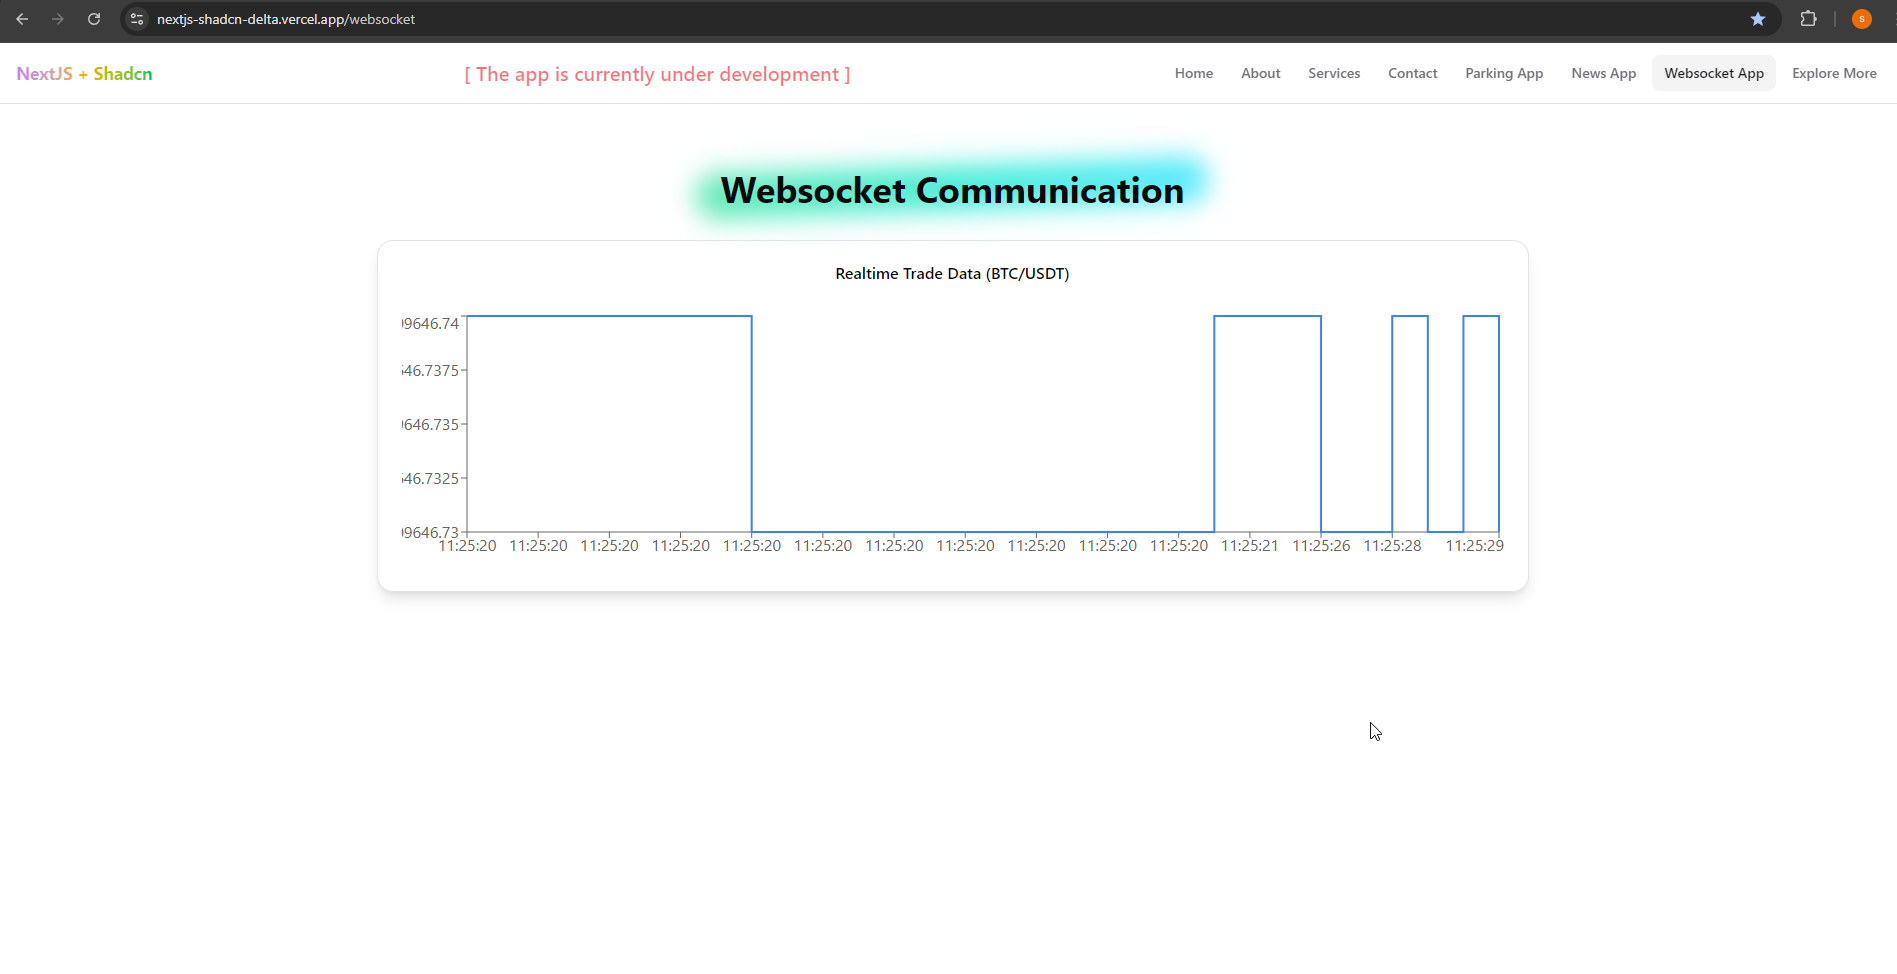 nextjs-shadcn-delta.vercel.app/websocket
S
NextJS + Shadcn
[ The app is currently under development ]
Home About Services Contact Parking App News App Websocket App Explore More
Websocket Communication
Realtime Trade Data (BTC/USDT)
9646.74
46.7375
9646.735
46.7325
9646.73
11:25:20 11:25:20 11:25:20 11:25:20 11:25:20 11:25:20 11:25:20 11:25:20 11:25:20 11:25:20 11:25:20 11:25:21 11:25:26 11:25:28 11:25:29